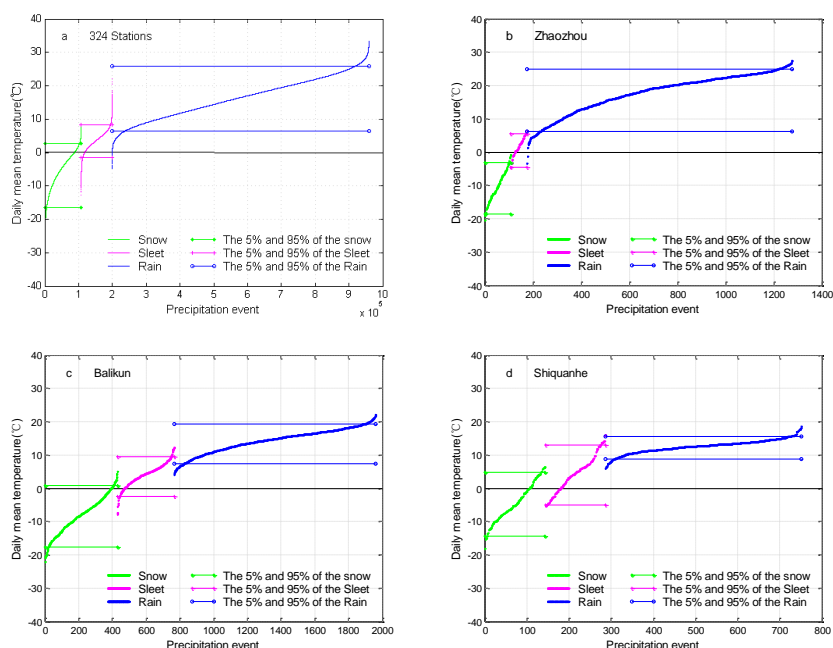 a 324 Stations
Daily mean temperature(℃)
40
30
20
10
0
-10
-20
-30
-40
Snow The 5% and 95% of the snow
Sleet The 5% and 95% of the Sleet
Rain The 5% and 95% of the Rain
0 1 2 3 4 5 6 7 8 9 10
x 10⁵
Precipitation event
b Zhaozhou
Daily mean temperature(℃)
40
30
20
10
0
-10
-20
-30
-40
Snow The 5% and 95% of the snow
Sleet The 5% and 95% of the Sleet
Rain The 5% and 95% of the Rain
0 200 400 600 800 1000 1200 1400
Precipitation event
c Balikun
Daily mean temperature(℃)
40
30
20
10
0
-10
-20
-30
-40
Snow The 5% and 95% of the snow
Sleet The 5% and 95% of the Sleet
Rain The 5% and 95% of the Rain
0 200 400 600 800 1000 1200 1400 1600 1800 2000
Precipitation event
d Shiquanhe
Daily mean temperature(℃)
40
30
20
10
0
-10
-20
-30
-40
Snow The 5% and 95% of the snow
Sleet The 5% and 95% of the Sleet
Rain The 5% and 95% of the Rain
0 100 200 300 400 500 600 700 800
Precipitation event